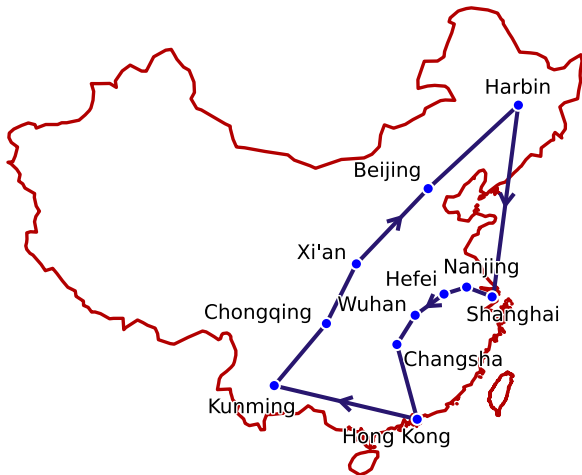 Harbin
Beijing
Xi'an
Nanjing
Hefei
Wuhan
Chongqing
Shanghai
Changsha
Kunming
Hong Kong